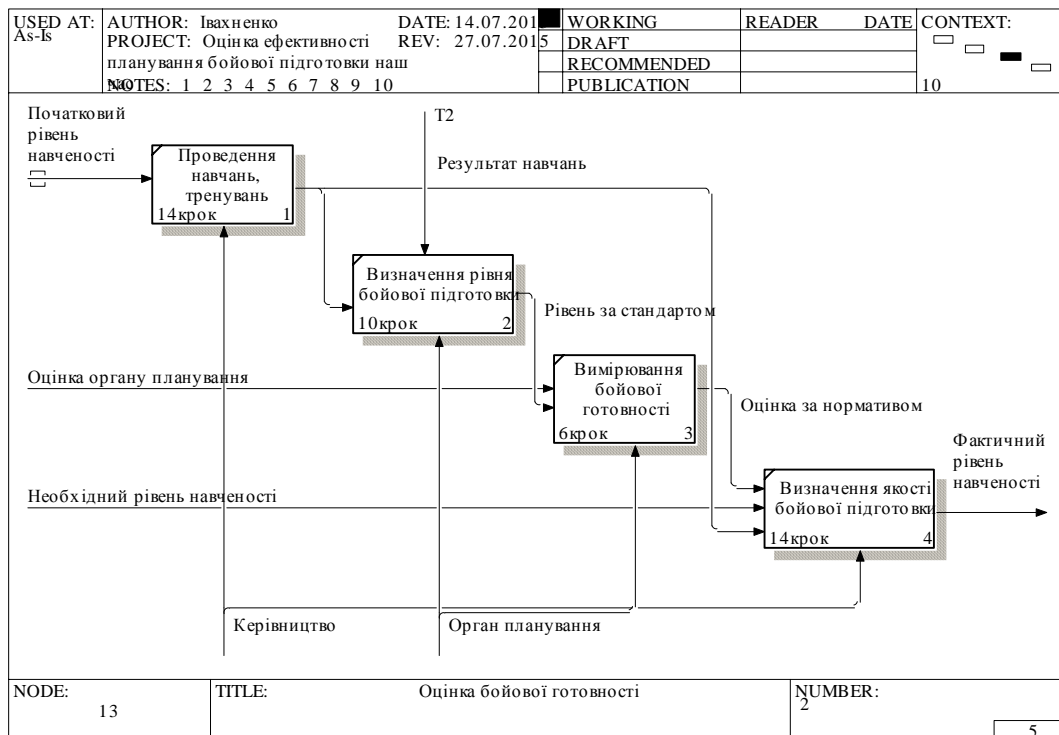 USED AT:
As-Is
AUTHOR: Івахненко
DATE: 14.07.201
PROJECT: Оцінка ефективності
REV: 27.07.2015
планування бойової підготовки наш
NOTES: 1 2 3 4 5 6 7 8 9 10
WORKING
DRAFT
RECOMMENDED
PUBLICATION
READER DATE
CONTEXT:
10
Початковий
рівень
навченості
T2
Проведення
навчань,
тренувань
14крок 1
Результат навчань
Визначення рівня
бойової підготовки
10крок 2
Рівень за стандартом
Оцінка органу планування
Вимірювання
бойової
готовності
6крок 3
Оцінка за нормативом
Фактичний
рівень
навченості
Необхідний рівень навченості
Визначення якості
бойової підготовки
14крок 4
Керівництво
Орган планування
NODE:
13
TITLE:
Оцінка бойової готовності
NUMBER:
2
5